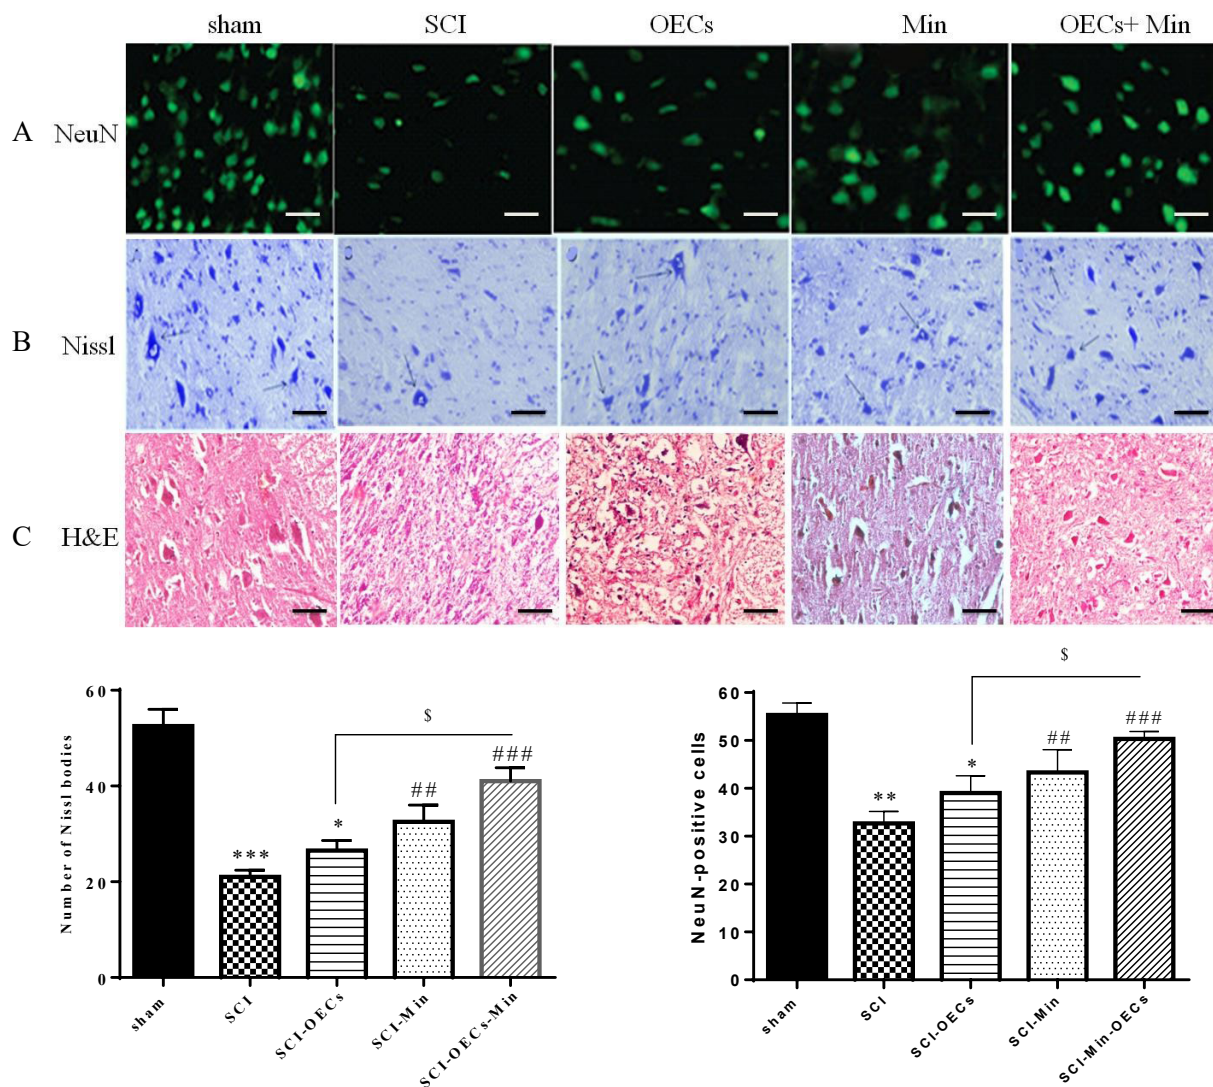 sham SCI OECs Min OECs+ Min
A NeuN
B Nissl
C H&E
$
60
40
20
0
Number of Nissl bodies
***
*
##
###
sham
SCI
SCI-OECs
SCI-Min
SCI-OECs-Min
$
60
50
40
30
20
10
0
NeuN-positive cells
**
*
##
###
sham
SCI
SCI-OECs
SCI-Min
SCI-Min-OECs